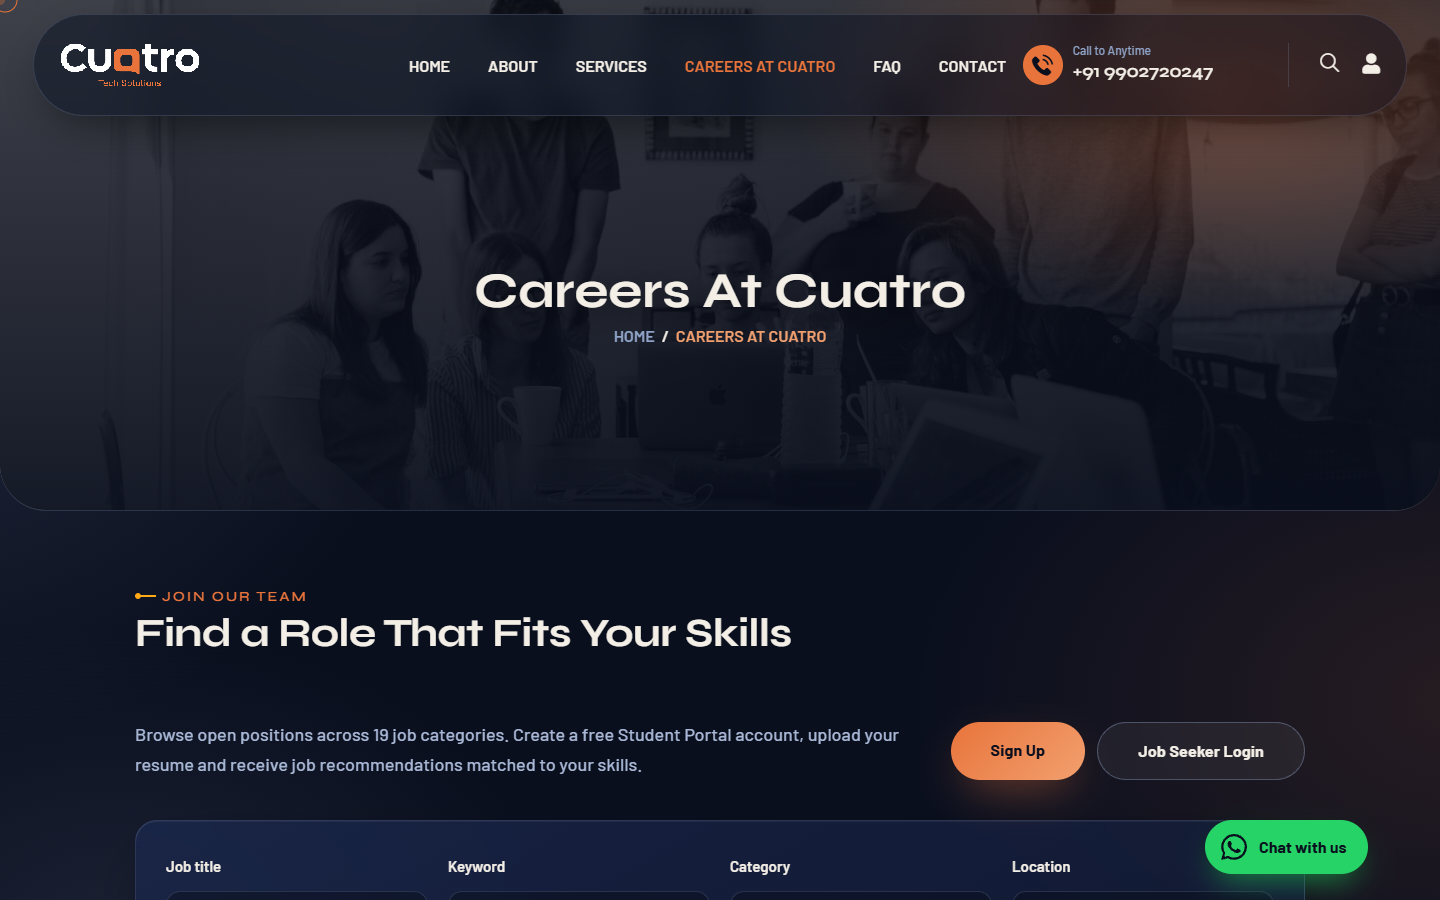 Cuatro
Tech Solutions
HOME
ABOUT
SERVICES
CAREERS AT CUATRO
FAQ
CONTACT
Call to Anytime
+91 9902720247
Careers At Cuatro
HOME / CAREERS AT CUATRO
JOIN OUR TEAM
Find a Role That Fits Your Skills
Browse open positions across 19 job categories. Create a free Student Portal account, upload your
resume and receive job recommendations matched to your skills.
Sign Up
Job Seeker Login
Chat with us
Job title
Keyword
Category
Location